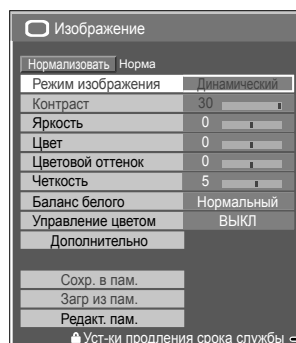 Изображение
Нормализовать Норма
Режим изображения Динамический
Контраст 30
Яркость 0
Цвет 0
Цветовой оттенок 0
Четкость 5
Баланс белого Нормальный
Управление цветом ВЫКЛ
Дополнительно
Сохр. в пам.
Загр из пам.
Редакт. пам.
Уст-ки продления срока службы